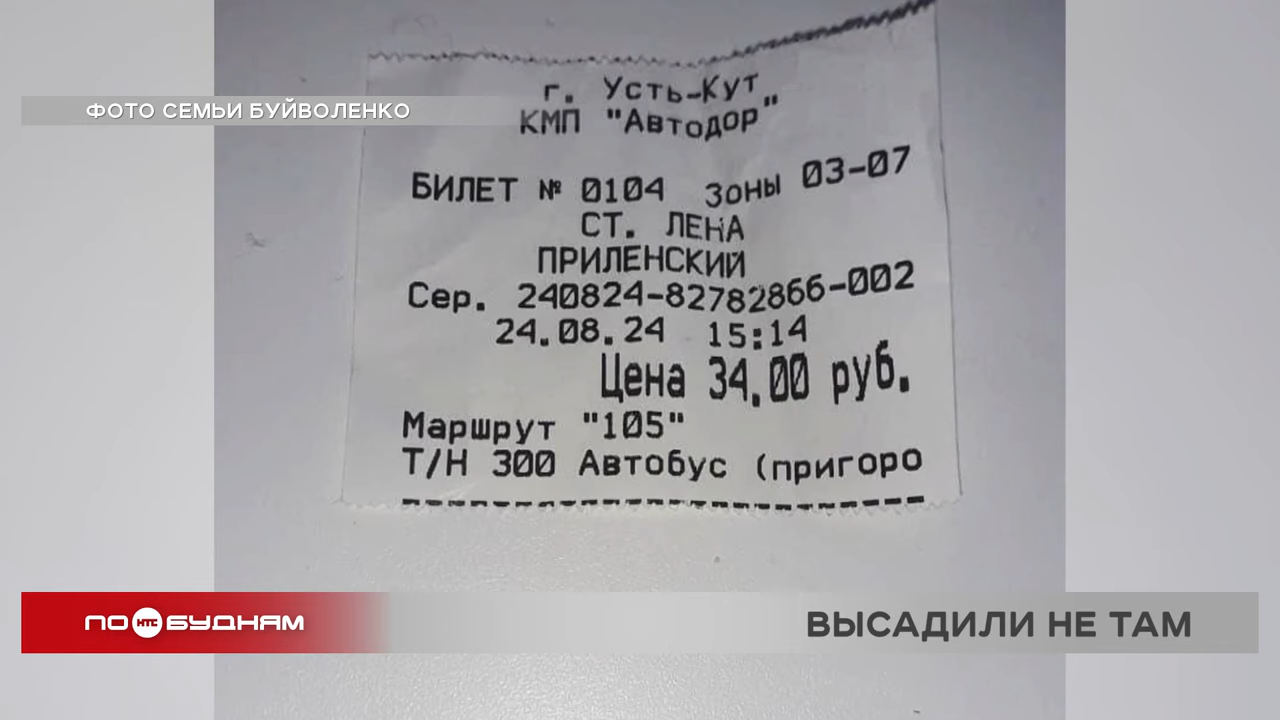 ФОТО СЕМЬИ БУЙВОЛЕНКО
г. Усть-Кут
КМП "Автодор"
БИЛЕТ № 0104 Зоны 03-07
СТ. ЛЕНА
ПРИЛЕНСКИЙ
Сер. 240824-82782866-002
24.08.24 15:14
Цена 34.00 руб.
Маршрут "105"
Т/Н 300 Автобус (пригоро
ПО НТС БУДНЯМ
ВЫСАДИЛИ НЕ ТАМ